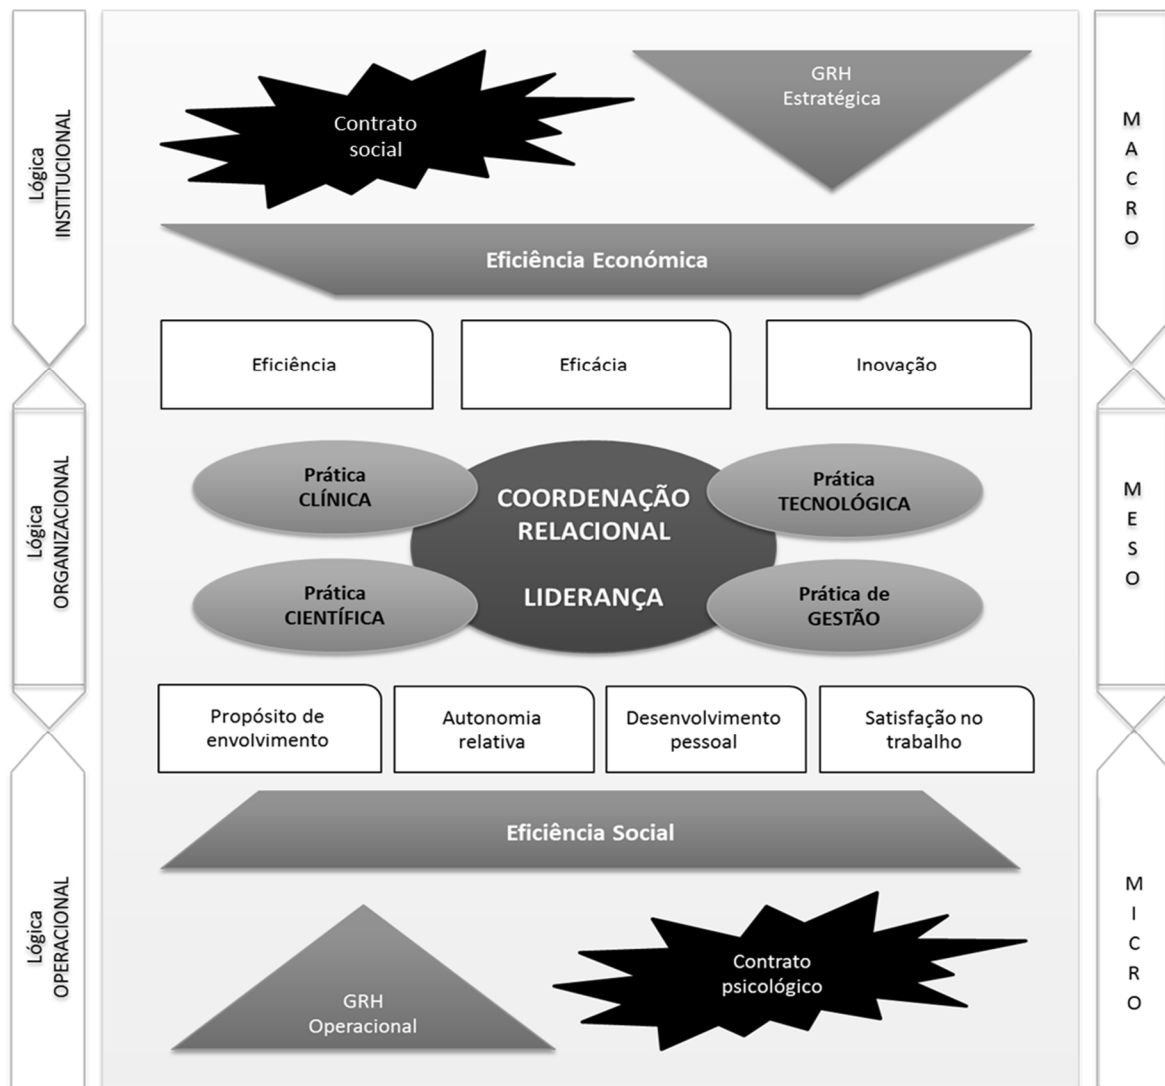 Lógica
INSTITUCIONAL
Contrato
social
GRH
Estratégica
M
A
C
R
O
Eficiência Económica
Eficiência
Eficácia
Inovação
Lógica
ORGANIZACIONAL
Prática
CLÍNICA
COORDENAÇÃO
RELACIONAL
LIDERANÇA
Prática
TECNOLÓGICA
Prática
CIENTÍFICA
Prática de
GESTÃO
M
E
S
O
Propósito de
envolvimento
Autonomia
relativa
Desenvolvimento
pessoal
Satisfação no
trabalho
Eficiência Social
Lógica
OPERACIONAL
GRH
Operacional
Contrato
psicológico
M
I
C
R
O